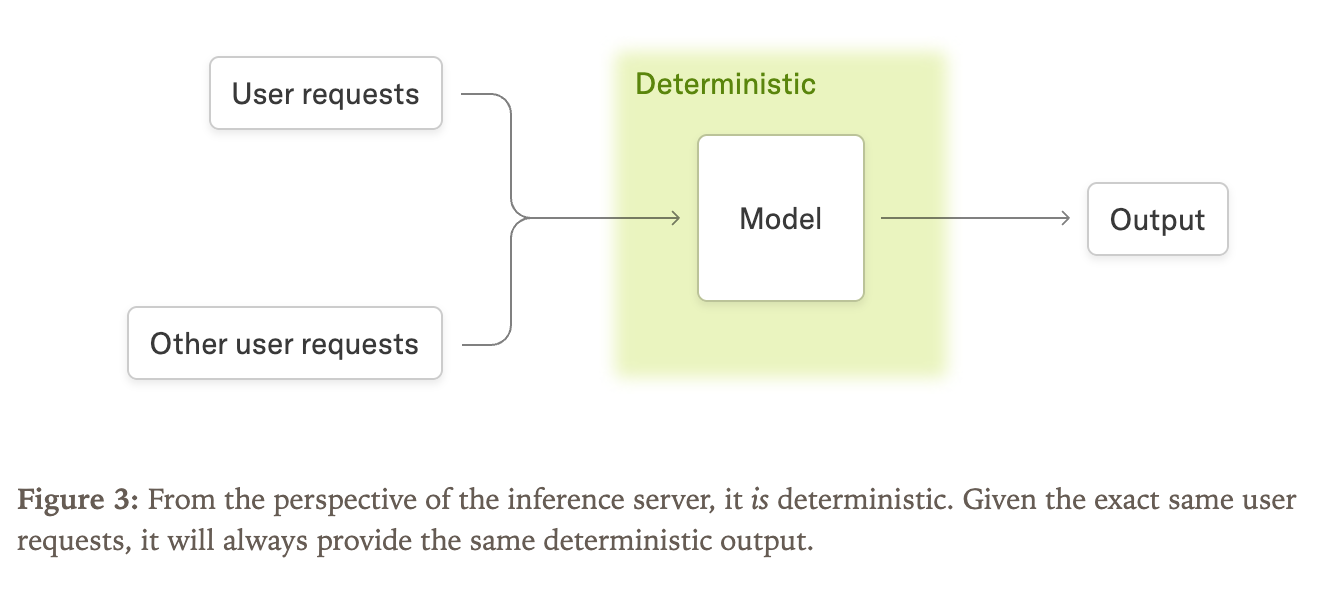 User requests
Deterministic
Model
Output
Other user requests
Figure 3: From the perspective of the inference server, it is deterministic. Given the exact same user
requests, it will always provide the same deterministic output.